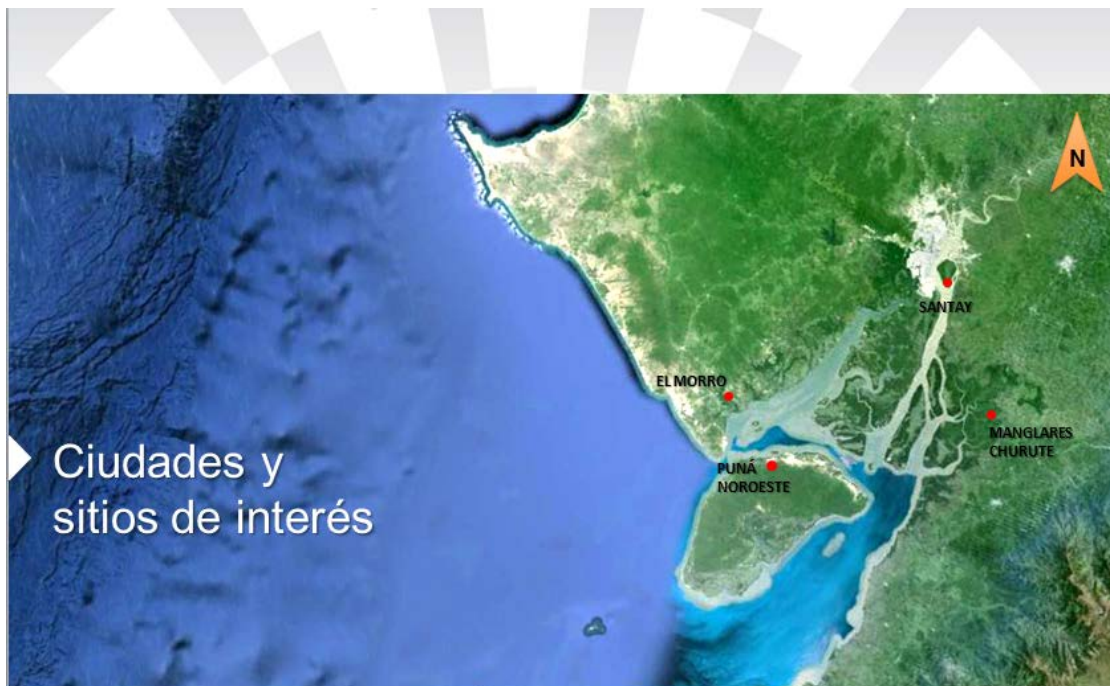 N
SANTAY
EL MORRO
MANGLARES
CHURUTE
PUNÁ
NOROESTE
Ciudades y
sitios de interés